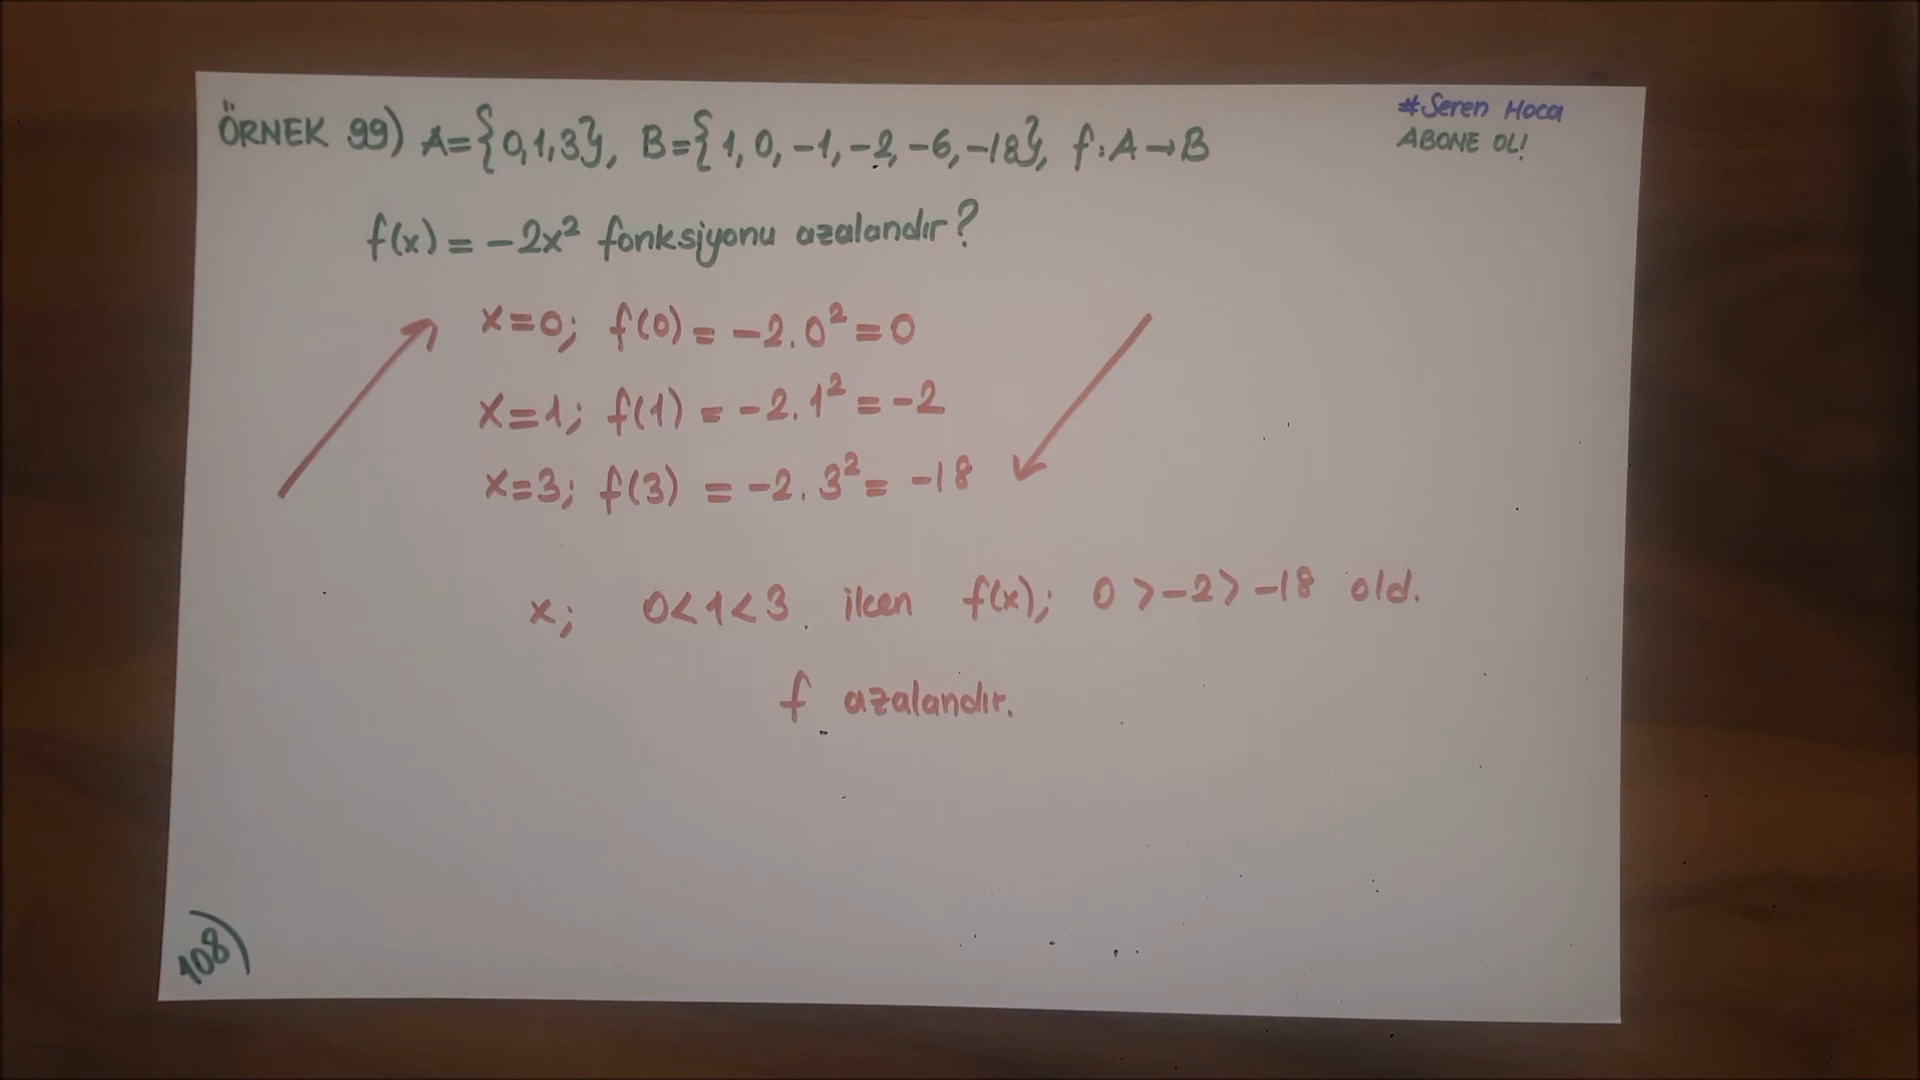 ÖRNEK 99) A={0,1,3}, B={1, 0, -1, -2, -6, -18}, f:A→B
#Seren Hoca
ABONE OL!
f(x) = -2x² fonksiyonu azalandır?
x=0; f(0) = -2.0² = 0
x=1; f(1) = -2.1² = -2
x=3; f(3) = -2.3² = -18
x; 0<1<3 iken f(x); 0>-2>-18 old.
f azalandır.
108)